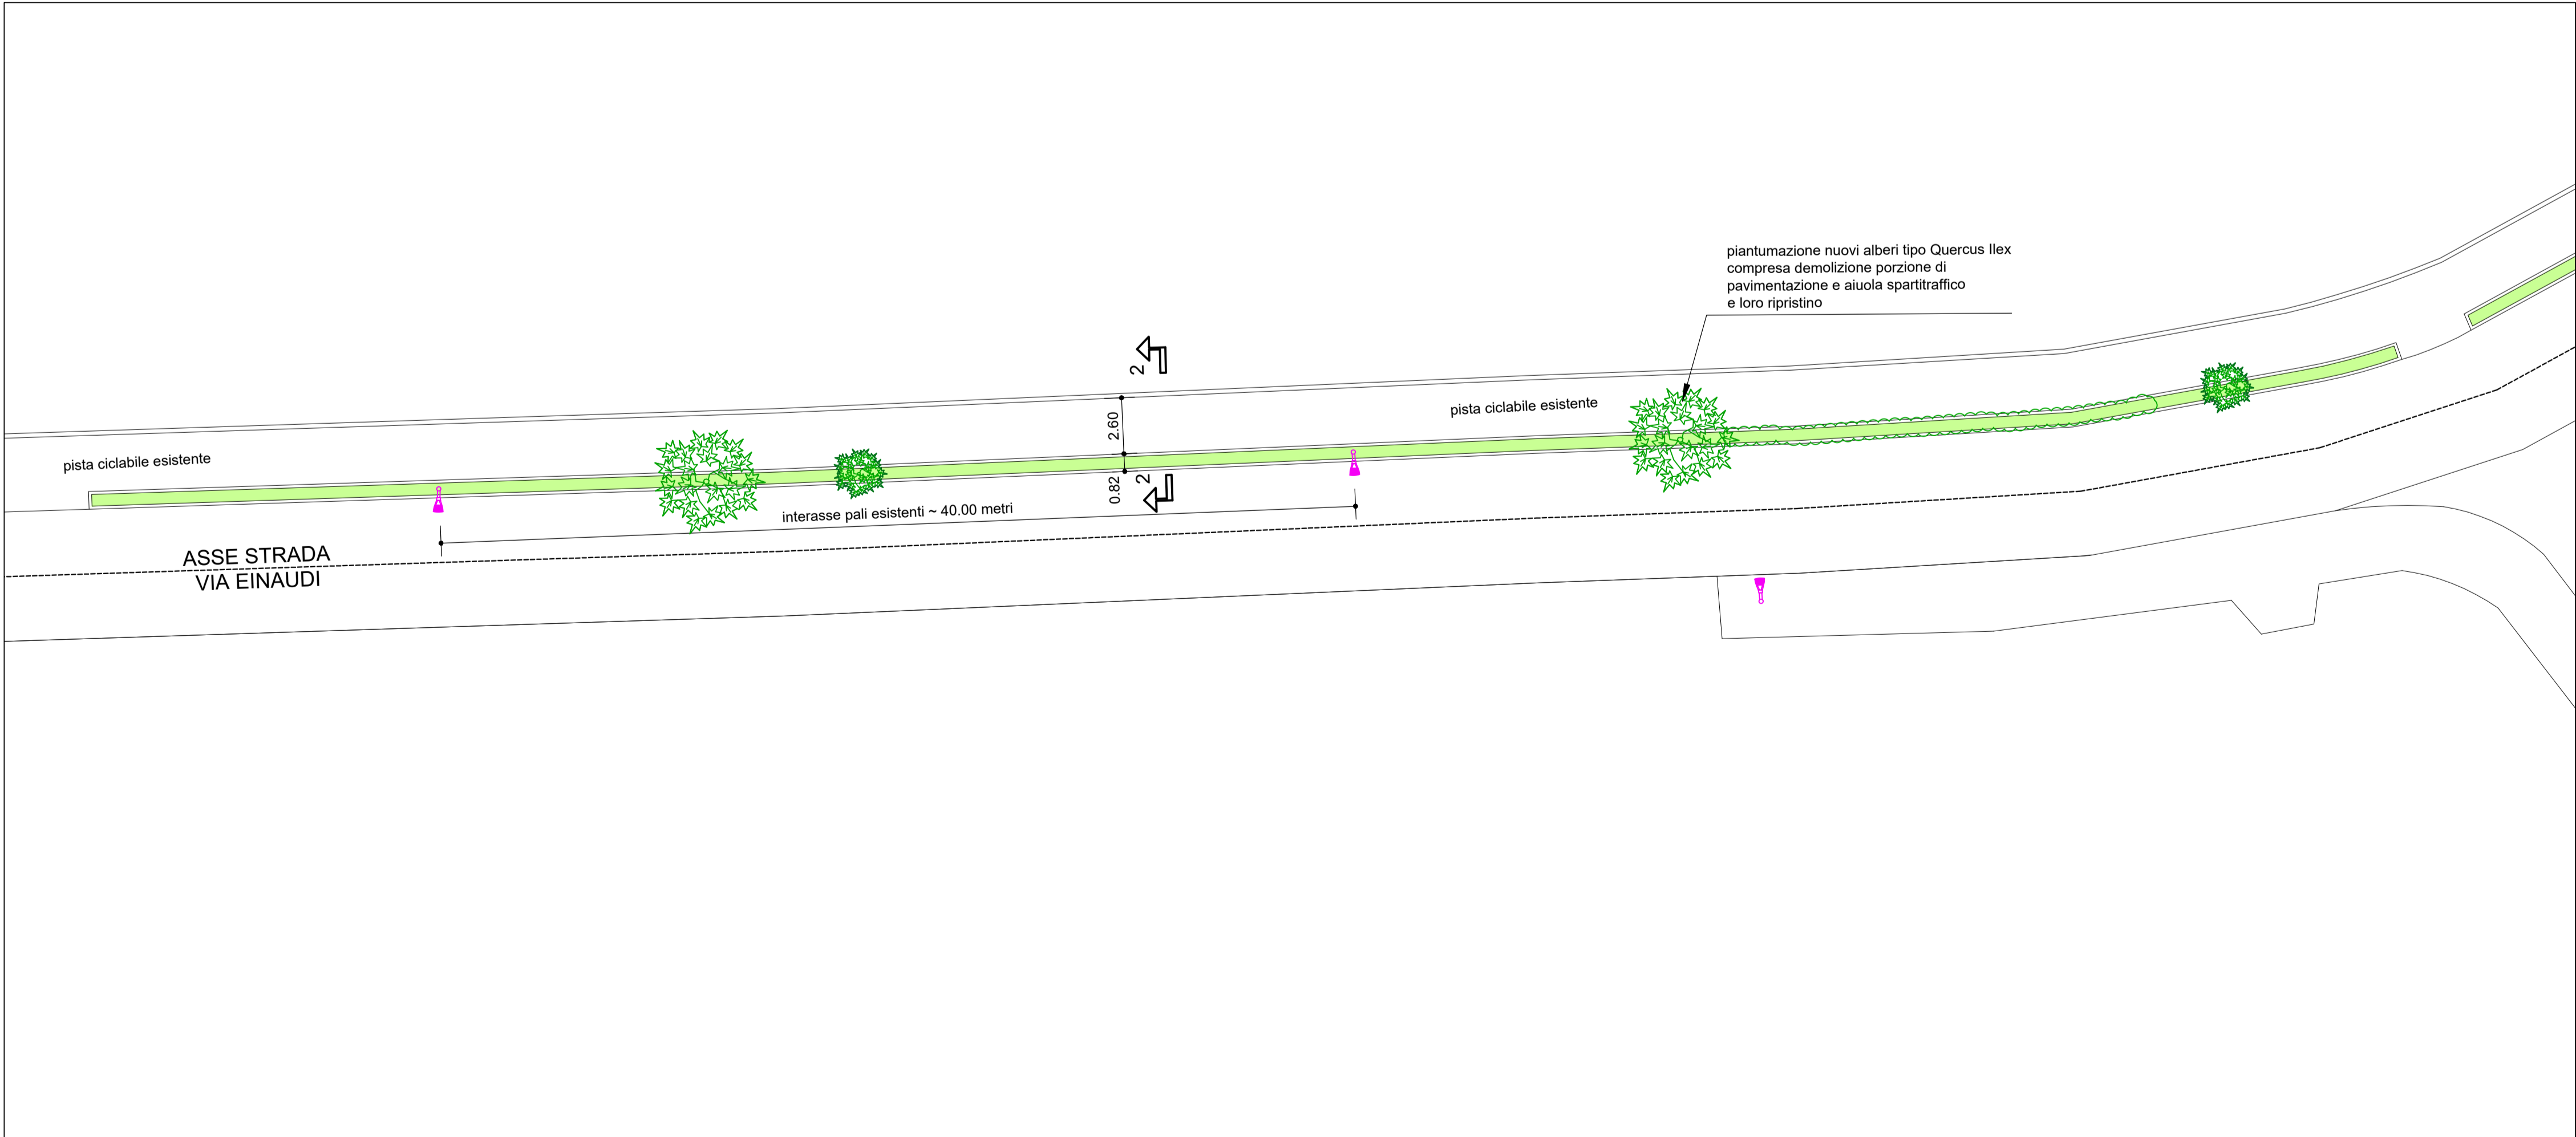 piantumazione nuovi alberi tipo Quercus Ilex
compresa demolizione porzione di
pavimentazione e aiuola spartitraffico
e loro ripristino
2
2.60
pista ciclabile esistente
pista ciclabile esistente
0.82
2
interasse pali esistenti ~ 40.00 metri
ASSE STRADA
VIA EINAUDI